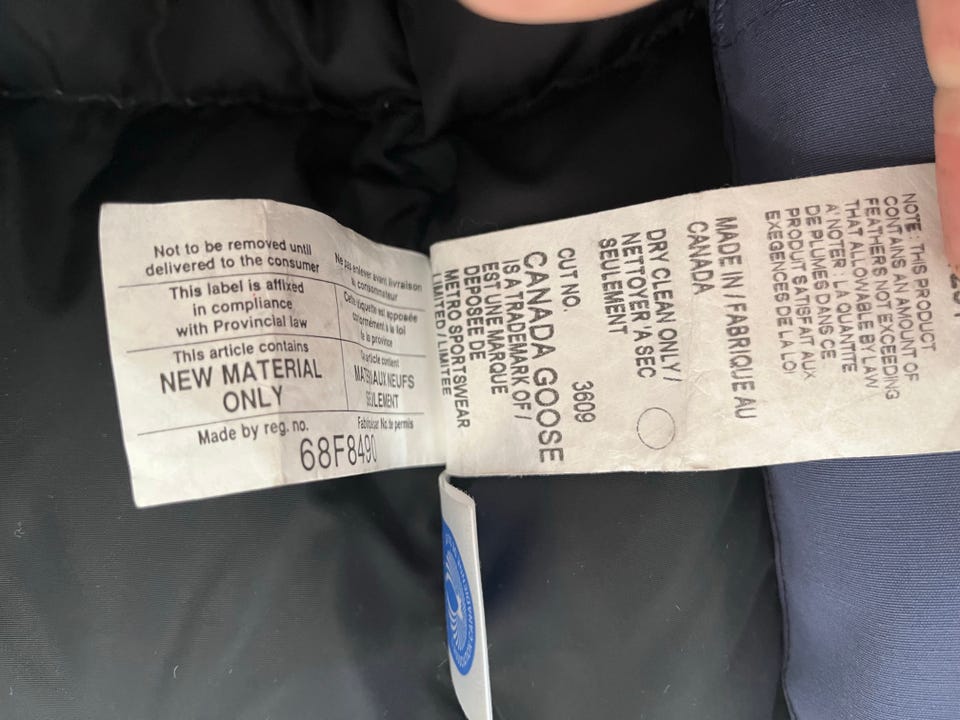 Not to be removed until
delivered to the consumer
Ne pas enlever avant livraison
au consommateur
This label is affixed
in compliance
with Provincial law
Cette étiquette est apposée
conformément à la loi
de la province
This article contains
NEW MATERIAL
ONLY
article contient
MATÉRIAUX NEUFS
SEULEMENT
Made by reg. no.
Fabriqué par No. de permis
68F8490
NOTE: THIS PRODUCT
CONTAINS AN AMOUNT OF
FEATHERS NOT EXCEEDING
THAT ALLOWABLE BY LAW
A' NOTER : LA QUANTITE
DE PLUMES DANS CE
PRODUIT SATISFAIT AUX
EXEGENCES DE LA LOI
MADE IN / FABRIQUE AU
CANADA
DRY CLEAN ONLY /
NETTOYER 'A SEC
SEULEMENT
CUT NO. 3609
CANADA GOOSE
IS A TRADEMARK OF /
EST UNE MARQUE
DEPOSEE DE
METRO SPORTSWEAR
LIMITED / LIMITEE